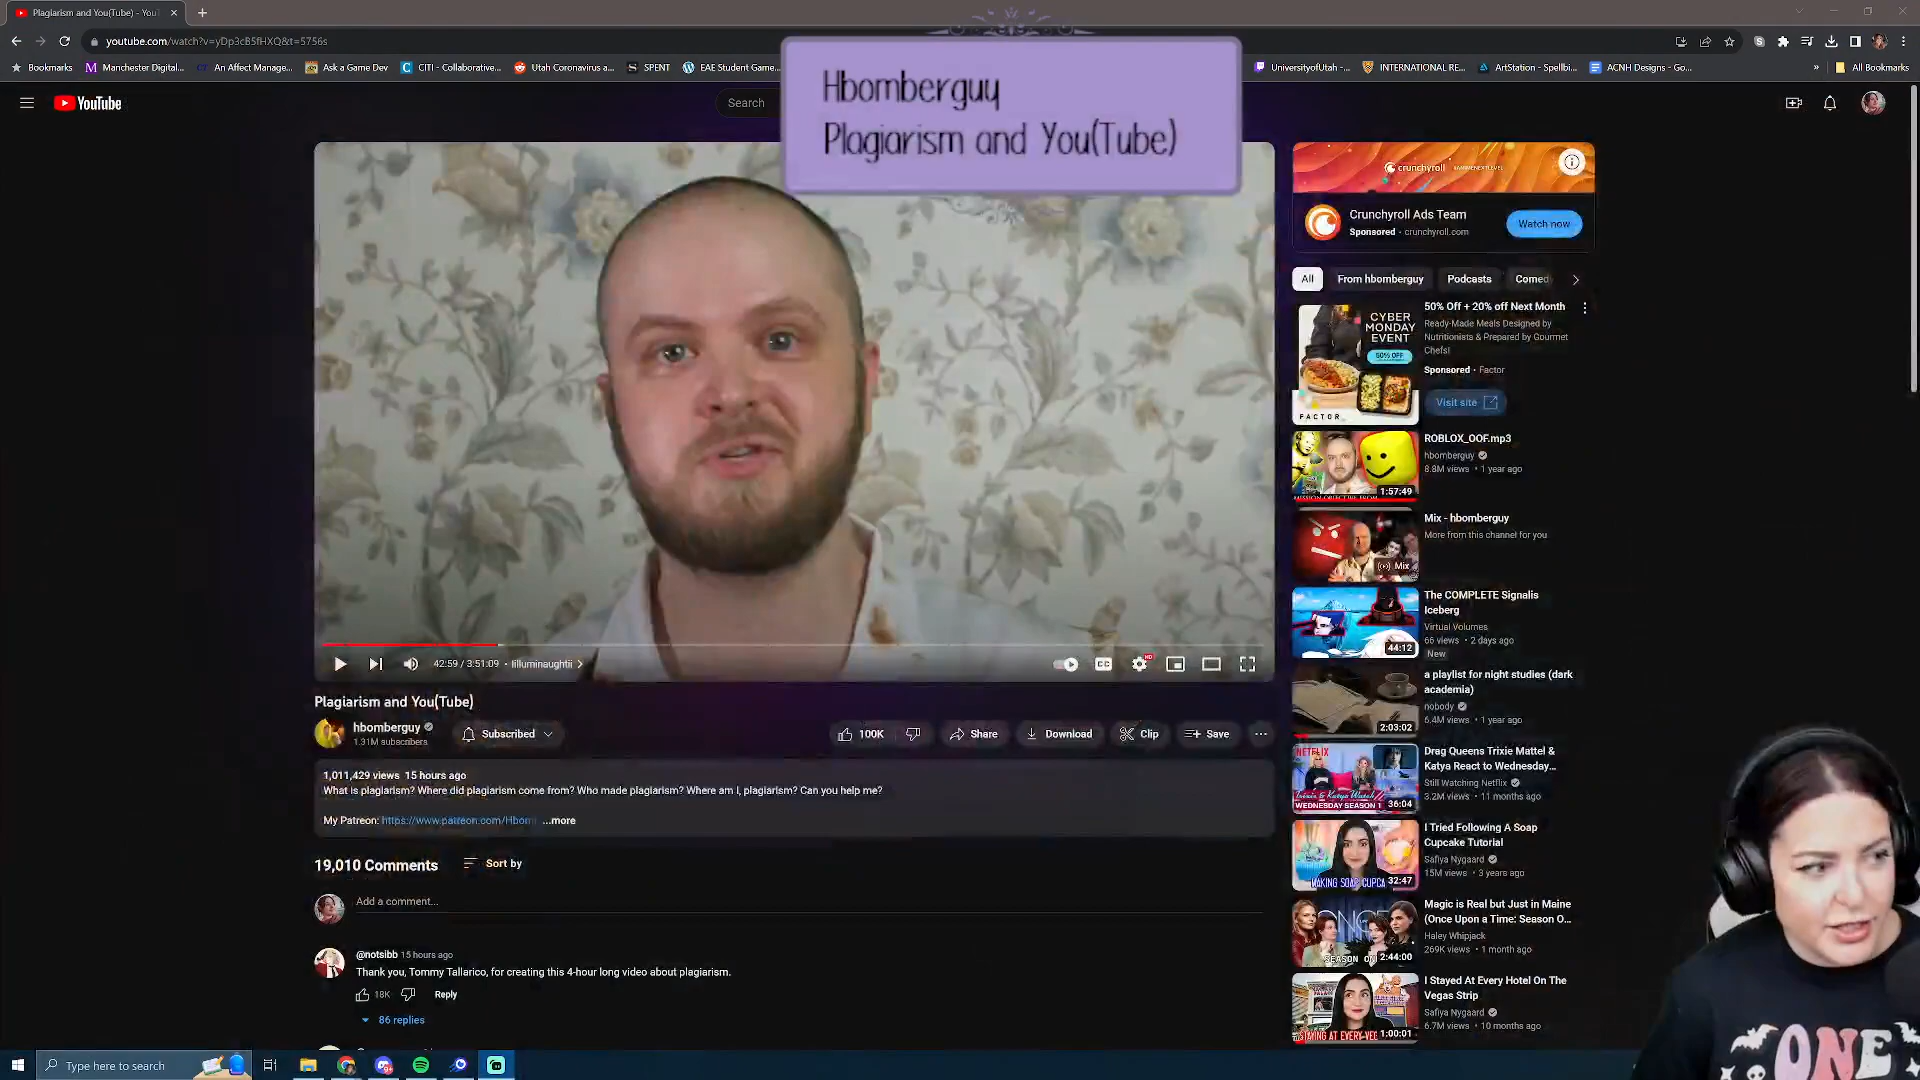 Plagiarism and You(Tube) - You
youtube.com/watch?v=yDp3cB5fHXQ&t=5756s
Bookmarks
Manchester Digital...
An Affect Manage...
Ask a Game Dev
CITI - Collaborative...
Utah Coronavirus a...
SPENT
EAE Student Game...
UniversityofUtah -...
INTERNATIONAL RE...
ArtStation - Spellbi...
ACNH Designs - Go...
All Bookmarks
YouTube
Search
Hbomberguy
Plagiarism and You(Tube)
crunchyroll
Crunchyroll Ads Team
Sponsored · crunchyroll.com
Watch now
All
From hbomberguy
Podcasts
Comed
CYBER
MONDAY
EVENT
50% OFF
FACTOR
50% Off + 20% off Next Month
Ready-Made Meals Designed by
Nutritionists & Prepared by Gourmet
Chefs!
Sponsored · Factor
Visit site
1:57:49
ROBLOX_OOF.mp3
hbomberguy
8.8M views · 1 year ago
Mix
Mix - hbomberguy
More from this channel for you
44:12
The COMPLETE Signalis
Iceberg
Virtual Volumes
66 views · 2 days ago
New
2:03:02
a playlist for night studies (dark
academia)
nobody
6.4M views · 1 year ago
NETFLIX
WEDNESDAY SEASON 1
36:04
Drag Queens Trixie Mattel &
Katya React to Wednesday...
Still Watching Netflix
3.2M views · 11 months ago
MAKING SOAP CUPCA
32:47
I Tried Following A Soap
Cupcake Tutorial
Safiya Nygaard
15M views · 3 years ago
ONCE
SEASON ON
2:44:00
Magic is Real but Just in Maine
(Once Upon a Time: Season O...
Haley Whipjack
269K views · 1 month ago
STAYING AT EVERY VEG
1:00:01
I Stayed At Every Hotel On The
Vegas Strip
Safiya Nygaard
6.7M views · 10 months ago
42:59 / 3:51:09 · Iilluminaughtii
CC
HD
Plagiarism and You(Tube)
hbomberguy
1.31M subscribers
Subscribed
100K
Share
Download
Clip
Save
1,011,429 views 15 hours ago
What is plagiarism? Where did plagiarism come from? Who made plagiarism? Where am I, plagiarism? Can you help me?
My Patreon: https://www.patreon.com/Hbom ...more
19,010 Comments
Sort by
Add a comment...
@notsibb 15 hours ago
Thank you, Tommy Tallarico, for creating this 4-hour long video about plagiarism.
18K
Reply
86 replies
ONE
Type here to search